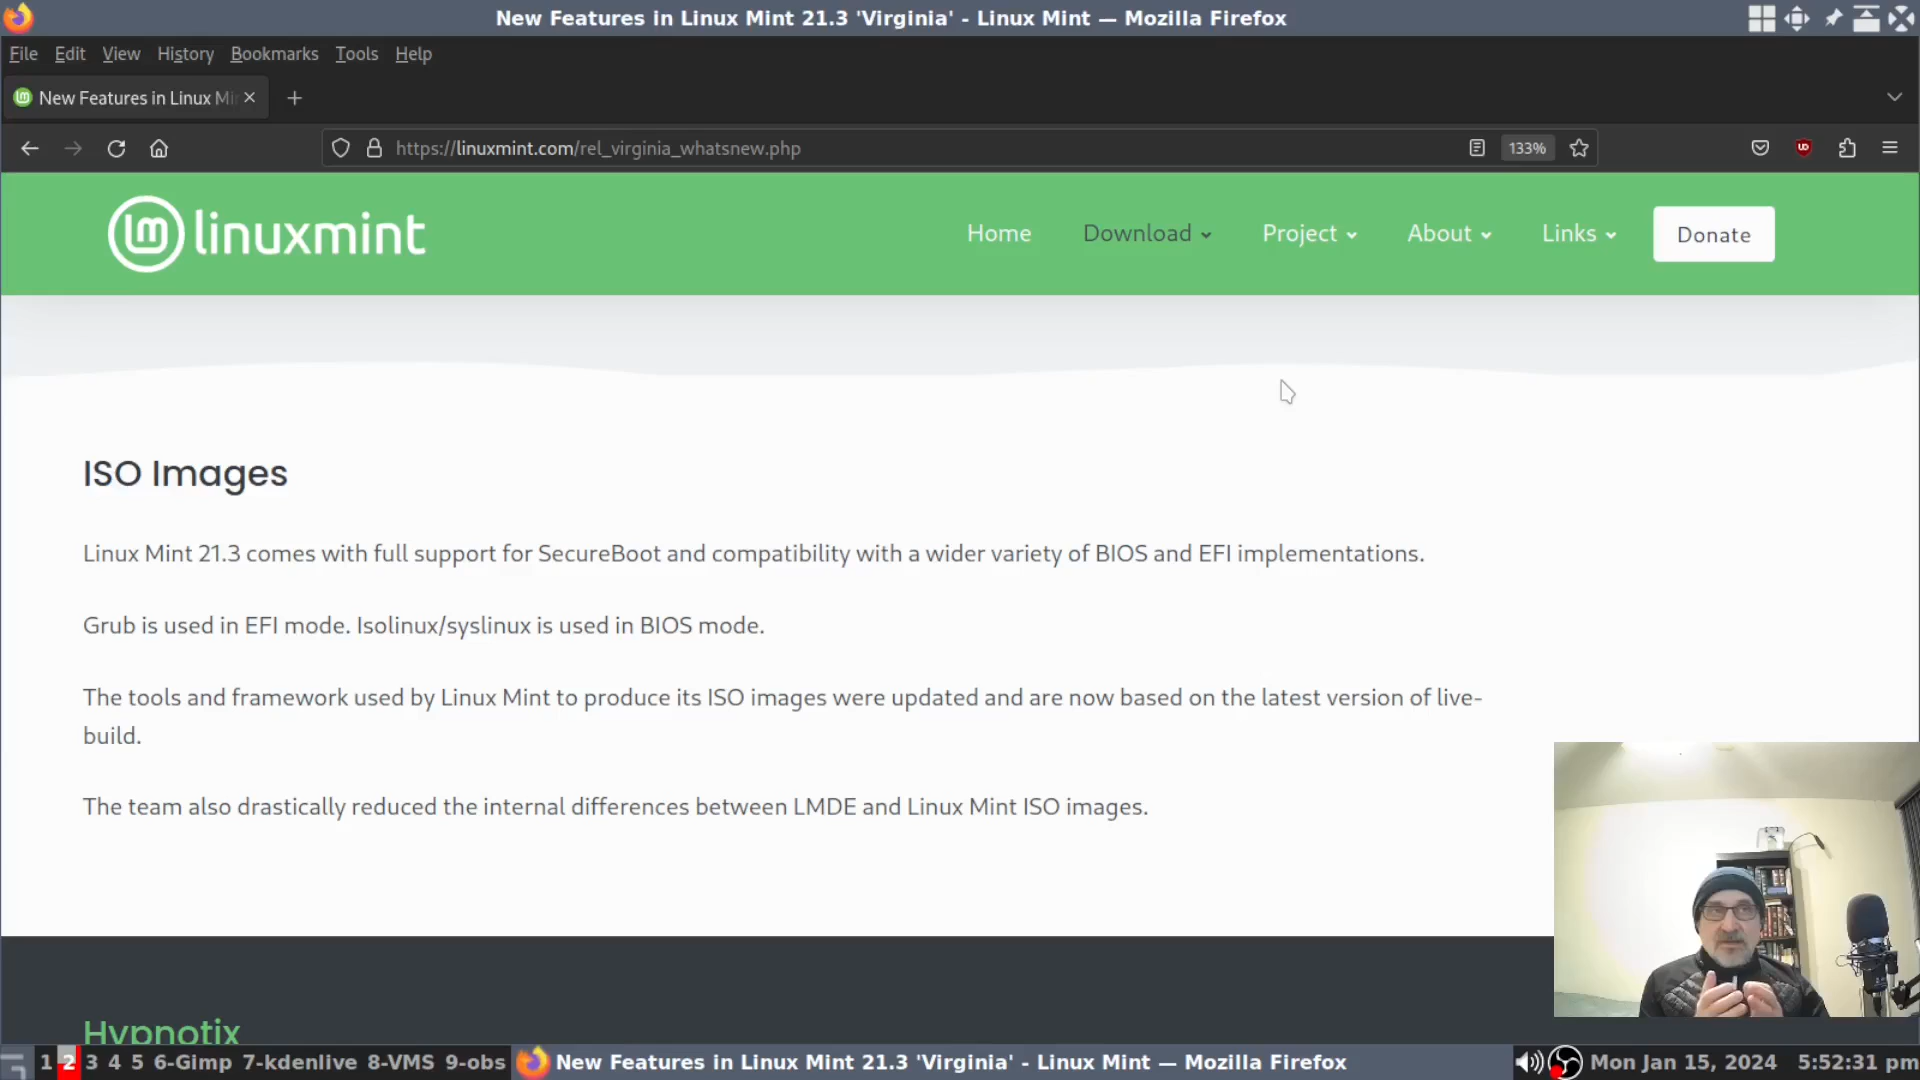 New Features in Linux Mint 21.3 'Virginia' - Linux Mint — Mozilla Firefox
File Edit View History Bookmarks Tools Help
New Features in Linux Mi
https://linuxmint.com/rel_virginia_whatsnew.php
133%
linuxmint
Home Download Project About Links Donate
ISO Images
Linux Mint 21.3 comes with full support for SecureBoot and compatibility with a wider variety of BIOS and EFI implementations.
Grub is used in EFI mode. Isolinux/syslinux is used in BIOS mode.
The tools and framework used by Linux Mint to produce its ISO images were updated and are now based on the latest version of live-
build.
The team also drastically reduced the internal differences between LMDE and Linux Mint ISO images.
Hypnotix
1 2 3 4 5 6-Gimp 7-kdenlive 8-VMS 9-obs New Features in Linux Mint 21.3 'Virginia' - Linux Mint — Mozilla Firefox Mon Jan 15, 2024 5:52:31 pm